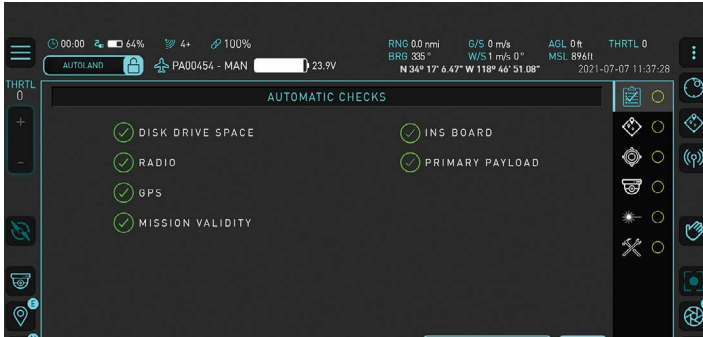 00:00 64% 4+ 100% RNG 0.0 nmi G/S 0 m/s AGL 0 ft THRTL 0
BRG 335° W/S 1 m/s 0° MSL 896ft
AUTOLAND PA00454 - MAN 23.9V N 34° 17' 6.47" W 118° 46' 51.08" 2021-07-07 11:37:28
THRTL
0
+
-
AUTOMATIC CHECKS
DISK DRIVE SPACE
RADIO
GPS
MISSION VALIDITY
INS BOARD
PRIMARY PAYLOAD
E